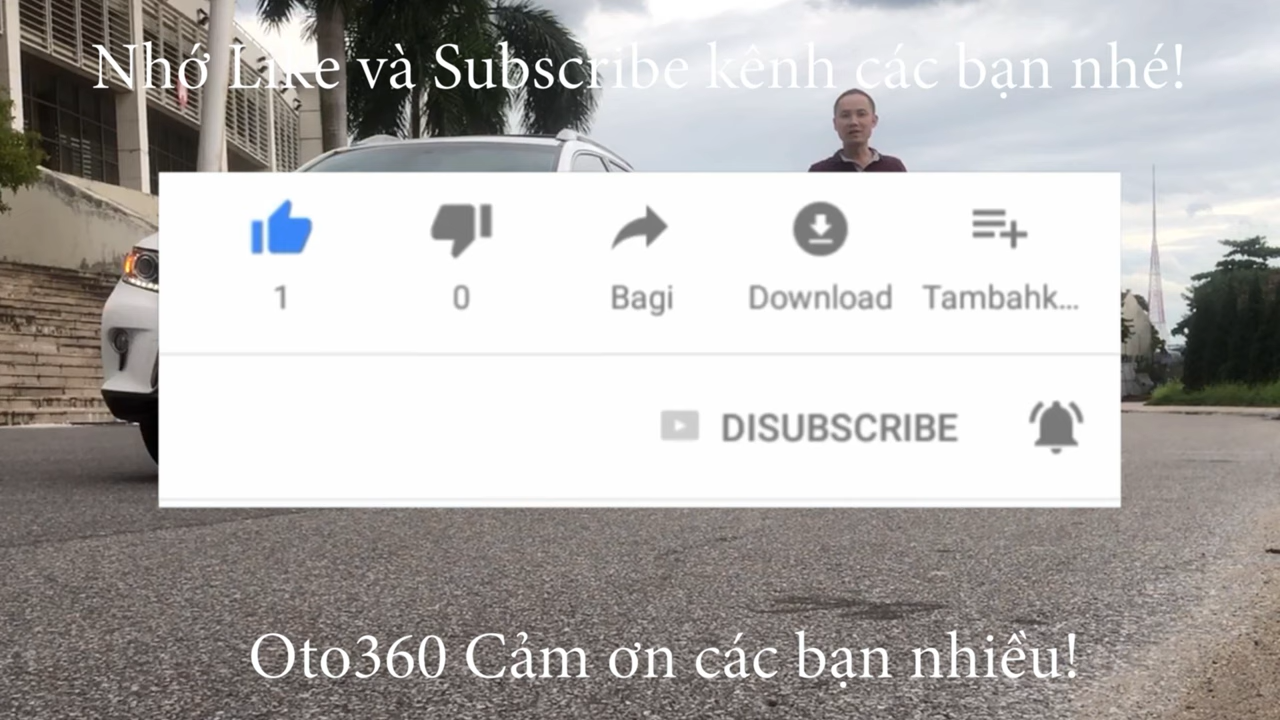 Nhớ Like và Subscribe kênh các bạn nhé!
1
0
Bagi
Download
Tambahk...
DISUBSCRIBE
Oto360 Cảm ơn các bạn nhiều!